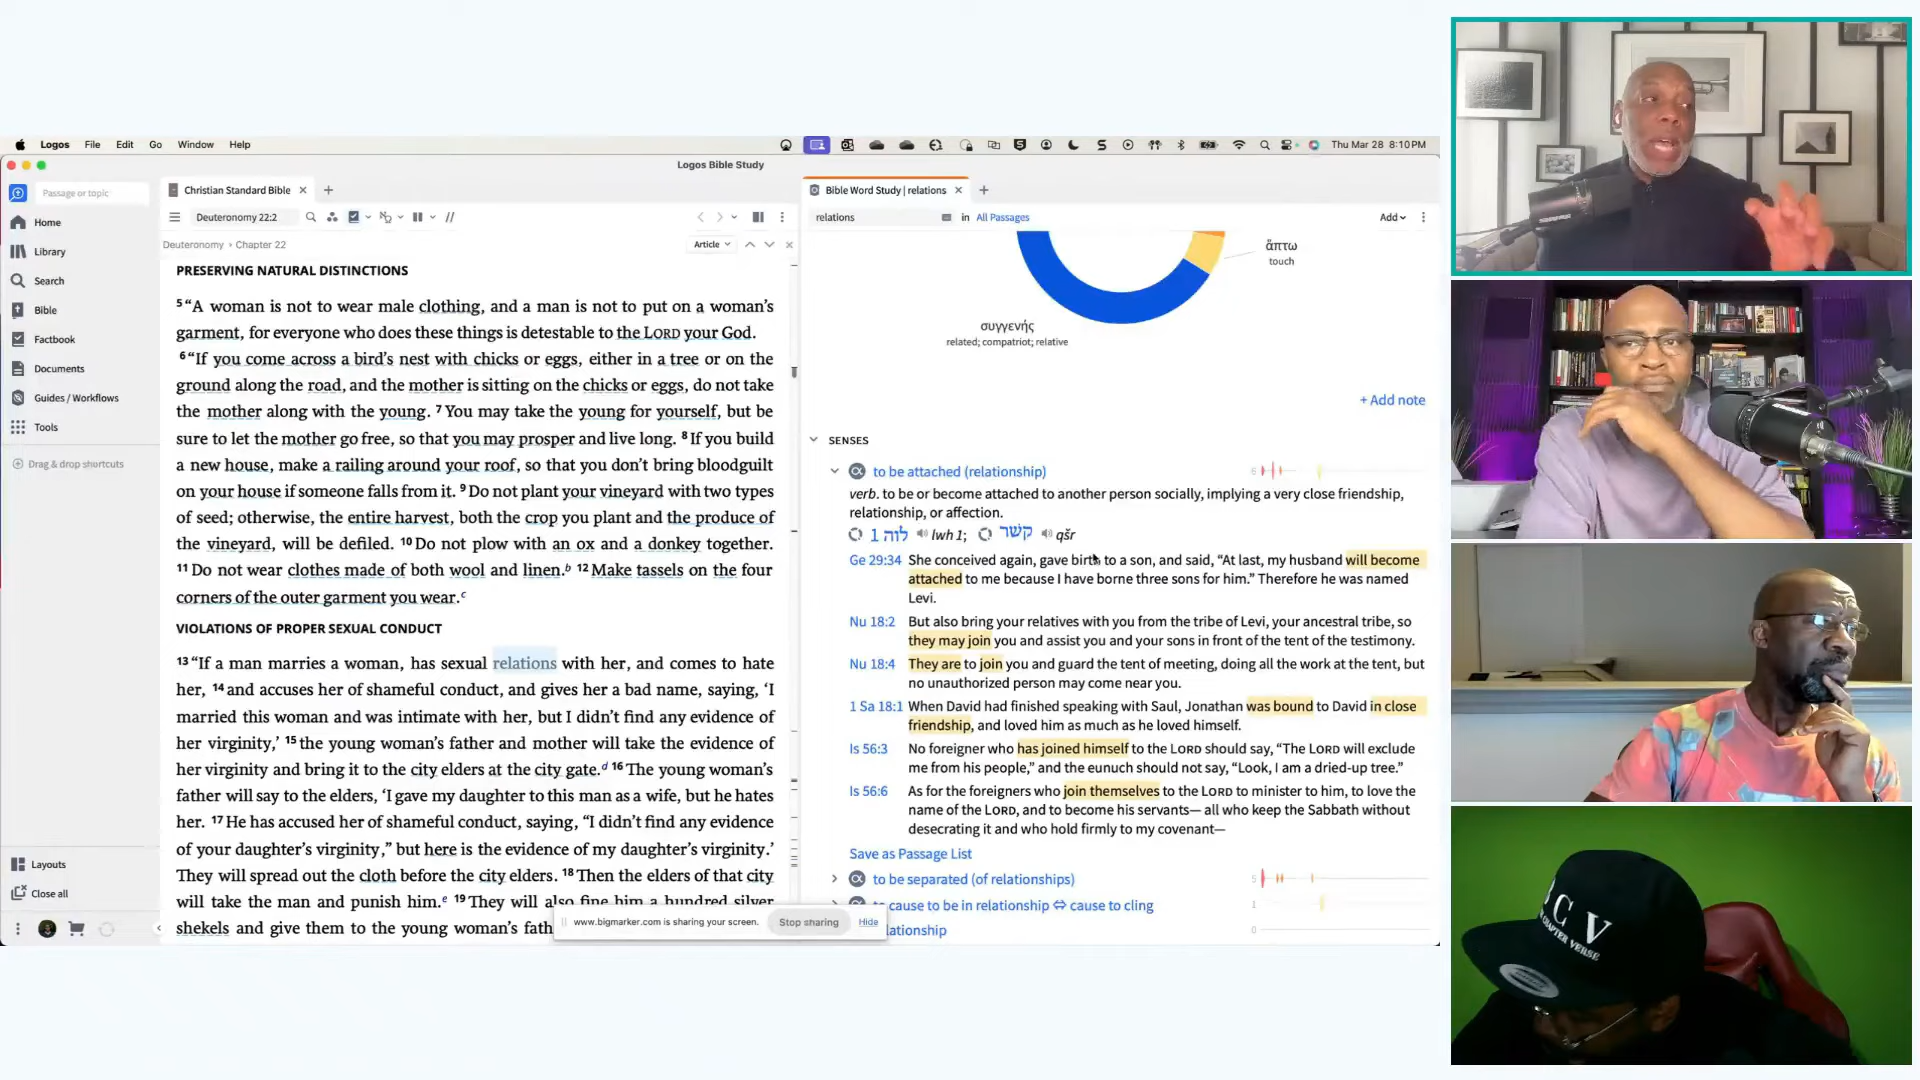 Logos File Edit Go Window Help
Thu Mar 28 8:10 PM
Logos Bible Study
Passage or topic
Home
Library
Search
Bible
Factbook
Documents
Guides / Workflows
Tools
Drag & drop shortcuts
Layouts
Close all
Christian Standard Bible
Deuteronomy 22:2
Deuteronomy › Chapter 22
Article
PRESERVING NATURAL DISTINCTIONS
5 “A woman is not to wear male clothing, and a man is not to put on a woman’s
garment, for everyone who does these things is detestable to the LORD your God.
6 “If you come across a bird’s nest with chicks or eggs, either in a tree or on the
ground along the road, and the mother is sitting on the chicks or eggs, do not take
the mother along with the young. 7 You may take the young for yourself, but be
sure to let the mother go free, so that you may prosper and live long. 8 If you build
a new house, make a railing around your roof, so that you don’t bring bloodguilt
on your house if someone falls from it. 9 Do not plant your vineyard with two types
of seed; otherwise, the entire harvest, both the crop you plant and the produce of
the vineyard, will be defiled. 10 Do not plow with an ox and a donkey together.
11 Do not wear clothes made of both wool and linen.b 12 Make tassels on the four
corners of the outer garment you wear.c
VIOLATIONS OF PROPER SEXUAL CONDUCT
13 “If a man marries a woman, has sexual relations with her, and comes to hate
her, 14 and accuses her of shameful conduct, and gives her a bad name, saying, ‘I
married this woman and was intimate with her, but I didn’t find any evidence of
her virginity,’ 15 the young woman’s father and mother will take the evidence of
her virginity and bring it to the city elders at the city gate.d 16 The young woman’s
father will say to the elders, ‘I gave my daughter to this man as a wife, but he hates
her. 17 He has accused her of shameful conduct, saying, “I didn’t find any evidence
of your daughter’s virginity,” but here is the evidence of my daughter’s virginity.’
They will spread out the cloth before the city elders. 18 Then the elders of that city
will take the man and punish him.e 19 They will also fine him a hundred silver
shekels and give them to the young woman’s fath
www.bigmarker.com is sharing your screen. Stop sharing Hide
Bible Word Study | relations
relations in All Passages
Add
ἅπτω
touch
συγγενής
related; compatriot; relative
+ Add note
SENSES
to be attached (relationship) 6
verb. to be or become attached to another person socially, implying a very close friendship,
relationship, or affection.
לוה 1 lwh 1; קשׁר qšr
Ge 29:34 She conceived again, gave birth to a son, and said, “At last, my husband will become
attached to me because I have borne three sons for him.” Therefore he was named
Levi.
Nu 18:2 But also bring your relatives with you from the tribe of Levi, your ancestral tribe, so
they may join you and assist you and your sons in front of the tent of the testimony.
Nu 18:4 They are to join you and guard the tent of meeting, doing all the work at the tent, but
no unauthorized person may come near you.
1 Sa 18:1 When David had finished speaking with Saul, Jonathan was bound to David in close
friendship, and loved him as much as he loved himself.
Is 56:3 No foreigner who has joined himself to the LORD should say, “The LORD will exclude
me from his people,” and the eunuch should not say, “Look, I am a dried-up tree.”
Is 56:6 As for the foreigners who join themselves to the LORD to minister to him, to love the
name of the LORD, and to become his servants— all who keep the Sabbath without
desecrating it and who hold firmly to my covenant—
Save as Passage List
to be separated (of relationships) 5
to cause to be in relationship ⇔ cause to cling 1
lationship 0
B C V
CHAPTER VERSE